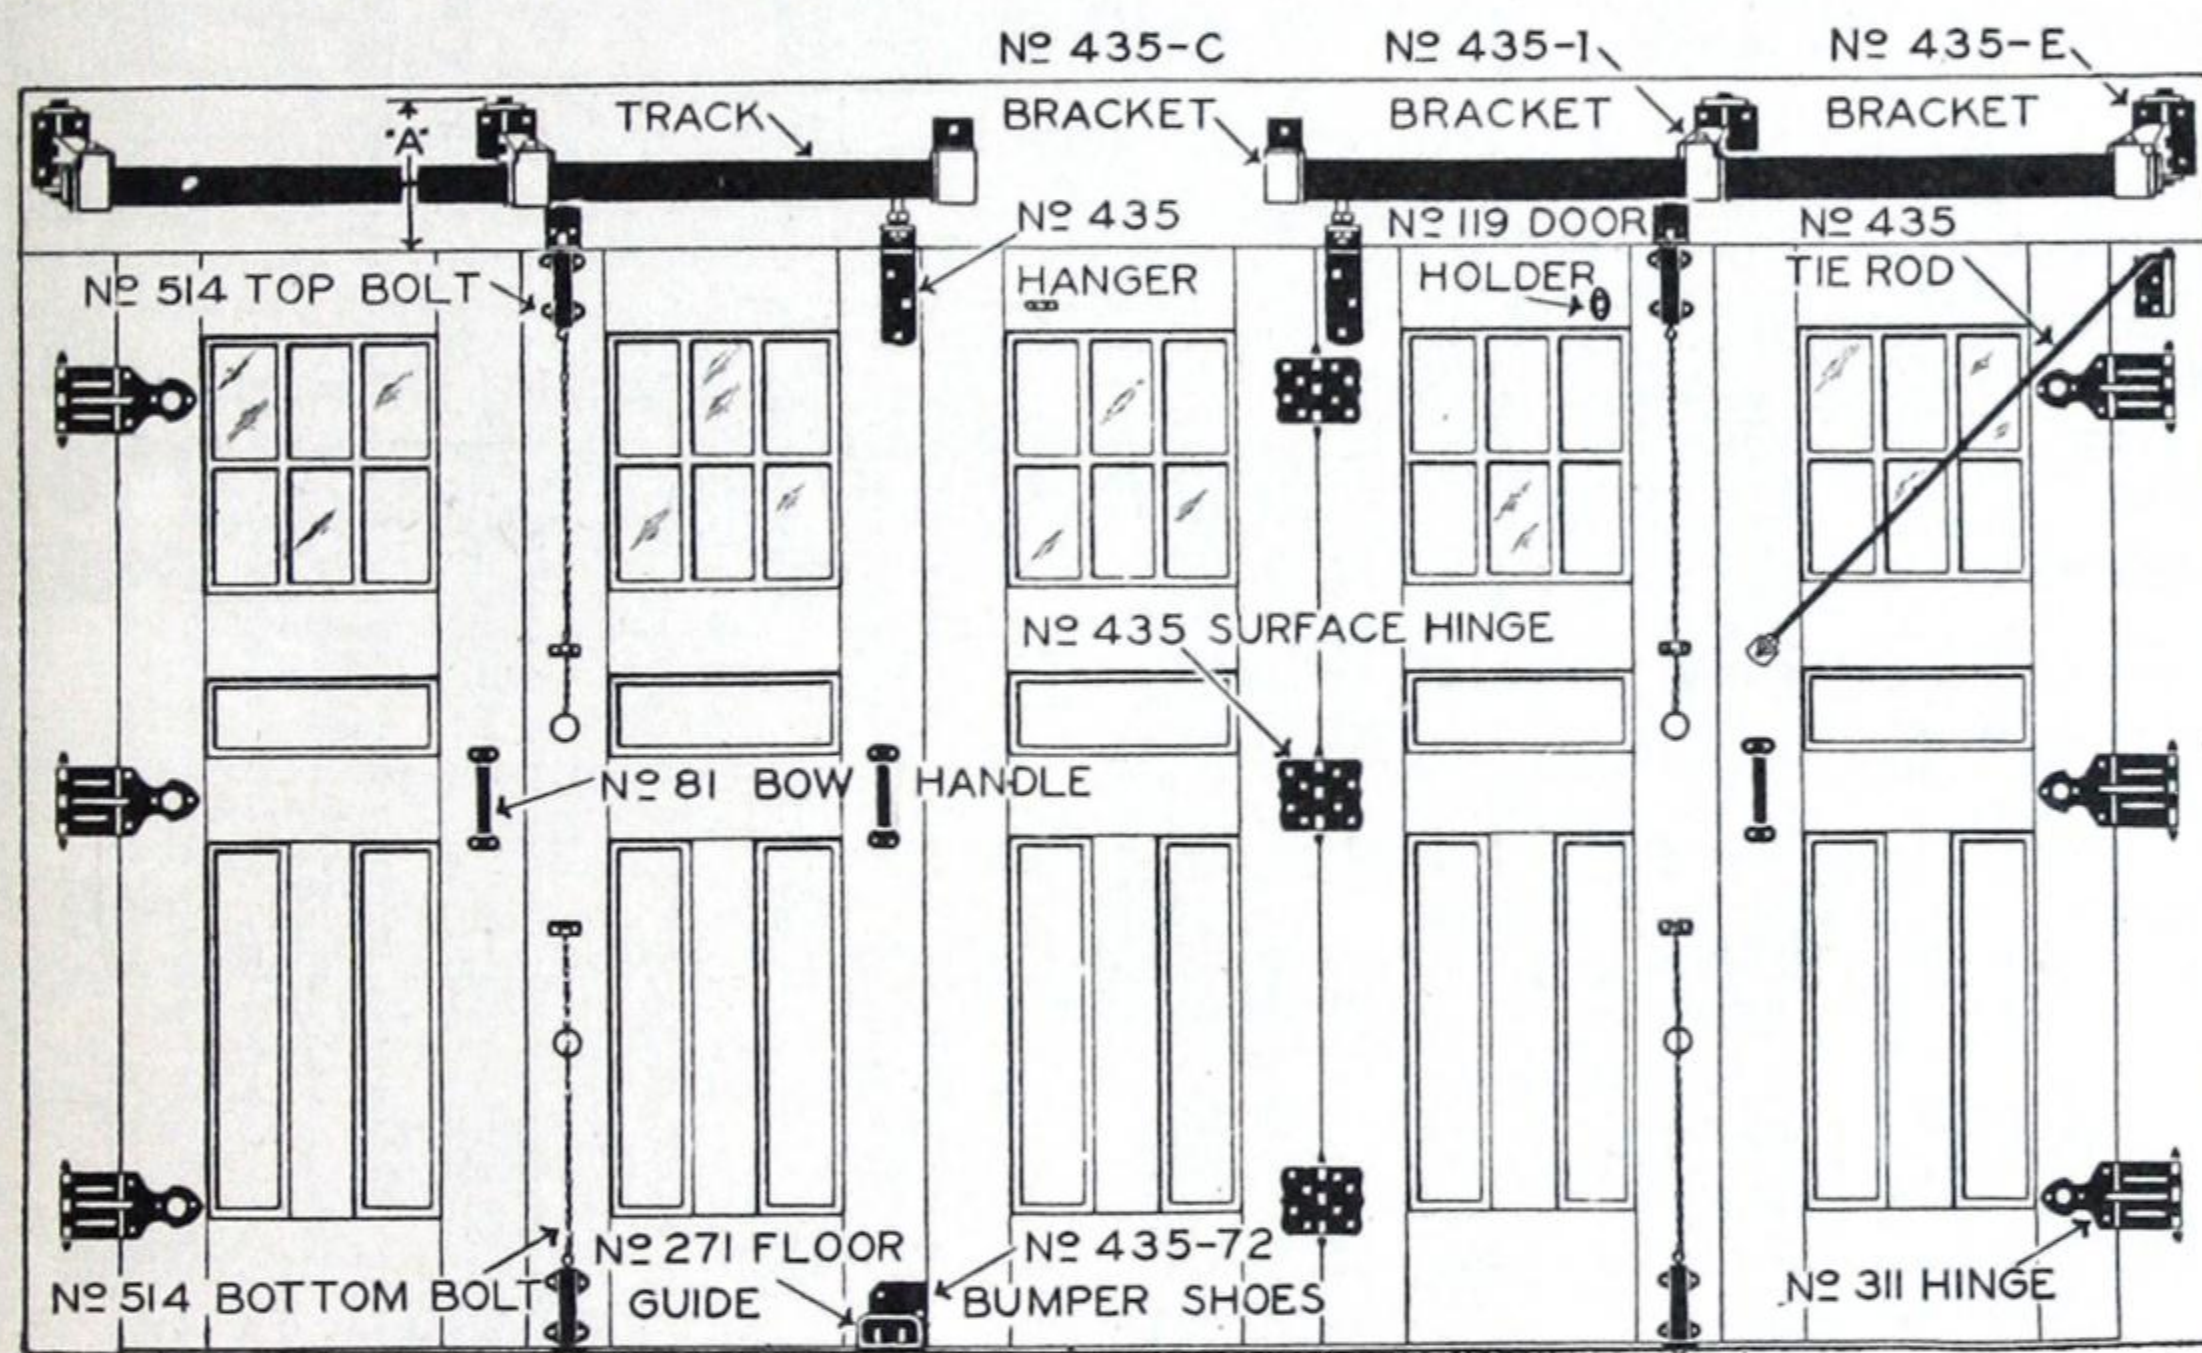 Nº 435-C
BRACKET
Nº 435-I
BRACKET
Nº 435-E
BRACKET
"A"
TRACK
Nº 435
HANGER
Nº 119 DOOR
HOLDER
Nº 435
TIE ROD
Nº 514 TOP BOLT
Nº 435 SURFACE HINGE
Nº 81 BOW HANDLE
Nº 271 FLOOR
GUIDE
Nº 435-72
BUMPER SHOES
Nº 514 BOTTOM BOLT
Nº 311 HINGE